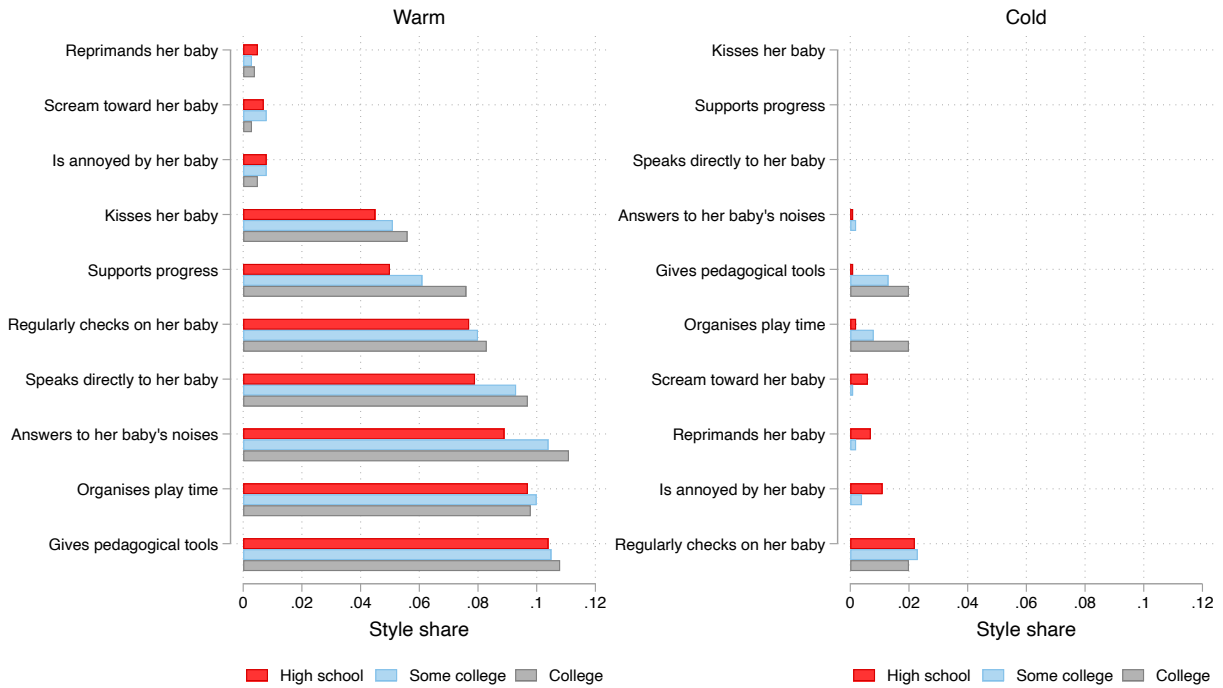 Warm
Reprimands her baby
Scream toward her baby
Is annoyed by her baby
Kisses her baby
Supports progress
Regularly checks on her baby
Speaks directly to her baby
Answers to her baby's noises
Organises play time
Gives pedagogical tools
0 .02 .04 .06 .08 .1 .12
Style share
High school Some college College
Cold
Kisses her baby
Supports progress
Speaks directly to her baby
Answers to her baby's noises
Gives pedagogical tools
Organises play time
Scream toward her baby
Reprimands her baby
Is annoyed by her baby
Regularly checks on her baby
0 .02 .04 .06 .08 .1 .12
Style share
High school Some college College